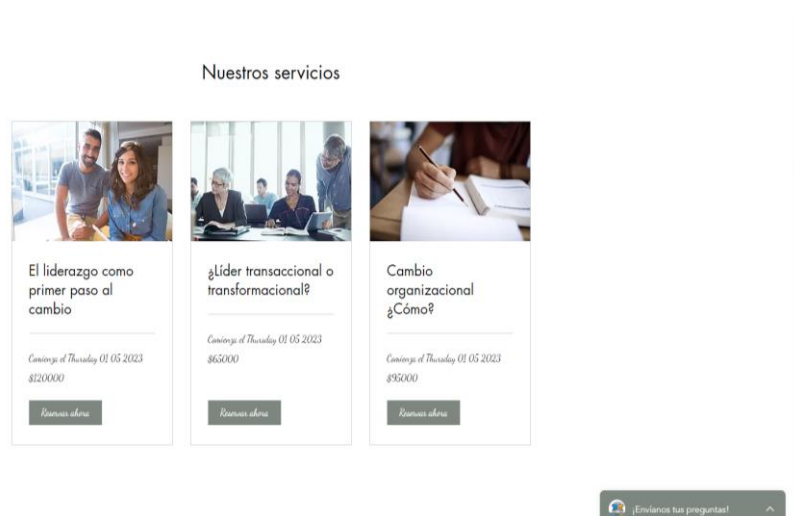 Nuestros servicios
El liderazgo como
primer paso al
cambio
Comienza el Thursday 01 05 2023
$120000
Reservar ahora
¿Líder transaccional o
transformacional?
Comienza el Thursday 01 05 2023
$65000
Reservar ahora
Cambio
organizacional
¿Cómo?
Comienza el Thursday 01 05 2023
$95000
Reservar ahora
¡Envíanos tus preguntas!